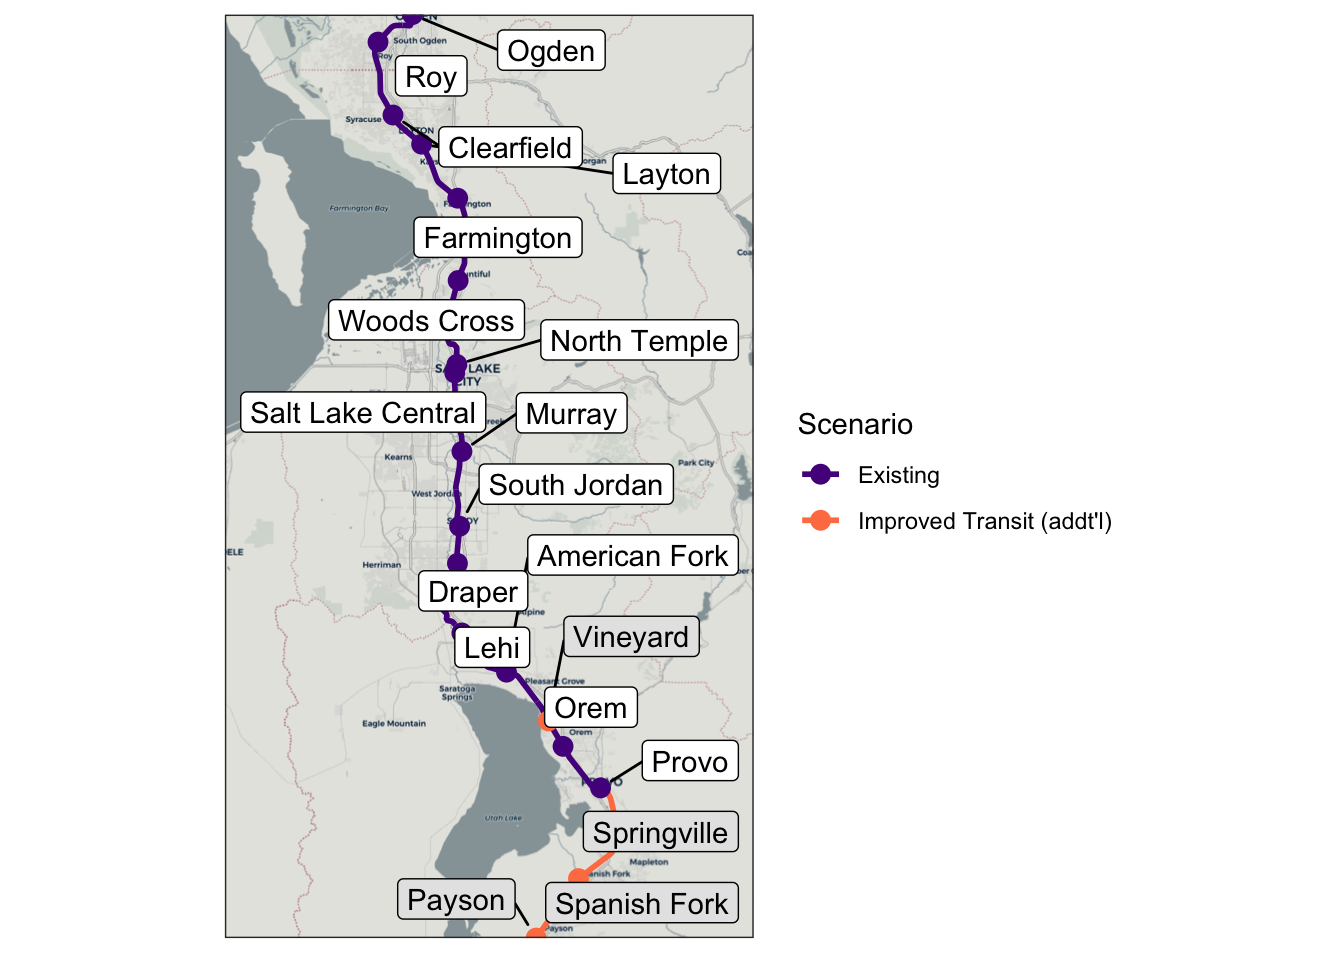 South Ogden
Ogden
Roy
Roy
Syracuse
Clearfield
Layton
Farmington Bay
Farmington
Woods Cross
North Temple
SALT LAKE
CITY
Salt Lake Central
Murray
Kearns
Park City
South Jordan
West Jordan
Herriman
American Fork
Draper
Alpine
Vineyard
Lehi
Pleasant Grove
Saratoga
Springs
Orem
Eagle Mountain
Orem
Provo
PROVO
Utah Lake
Springville
Mapleton
Spanish Fork
Payson
Spanish Fork
Payson
Scenario
Existing
Improved Transit (addt'l)